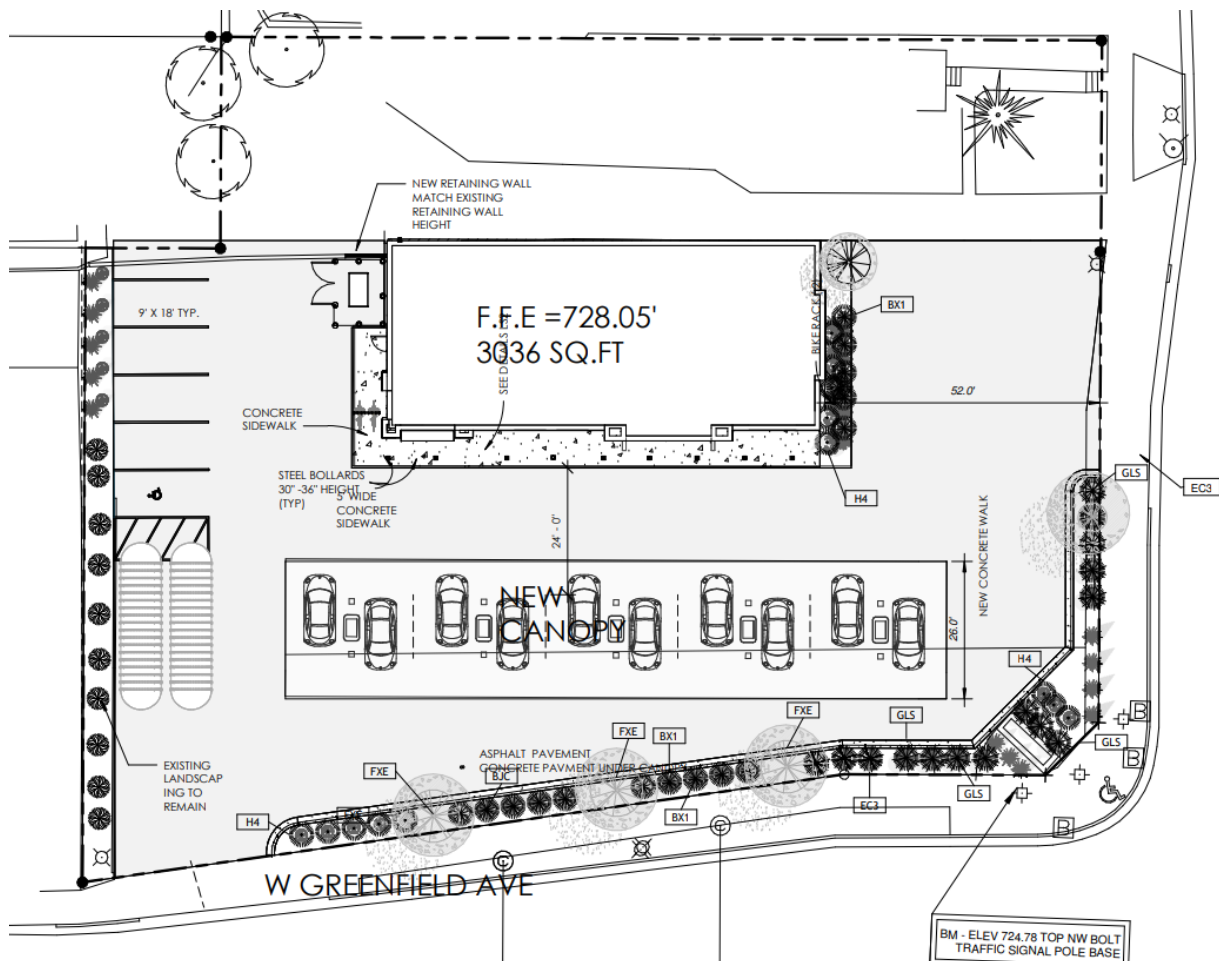 NEW RETAINING WALL
MATCH EXISTING
RETAINING WALL
HEIGHT
9' X 18' TYP.
F.F.E =728.05'
3036 SQ.FT
SEE DETAILS
BIKE RACK
BX1
52.0'
CONCRETE
SIDEWALK
STEEL BOLLARDS
30" -36" HEIGHT
(TYP)
5' WIDE
CONCRETE
SIDEWALK
H4
GLS
EC3
24' - 0"
NEW CONCRETE WALK
NEW
CANOPY
26.0'
H4
FXE
GLS
FXE
BX1
GLS
ASPHALT PAVEMENT
CONCRETE PAVMENT UNDER
EXISTING
LANDSCAP
ING TO
REMAIN
FXE
BJC
GLS
EC3
BX1
H4
B
B
B
C
C
W GREENFIELD AVE
BM - ELEV 724.78 TOP NW BOLT
TRAFFIC SIGNAL POLE BASE